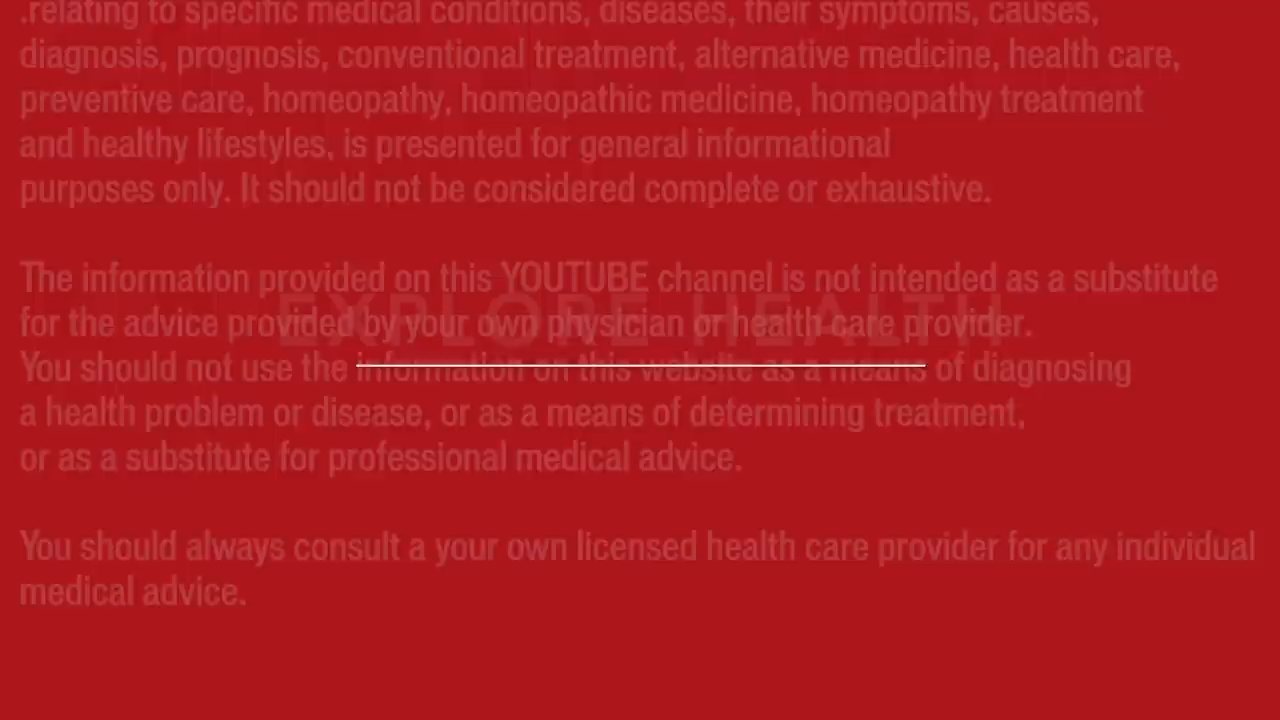 .relating to specific medical conditions, diseases, their symptoms, causes,
diagnosis, prognosis, conventional treatment, alternative medicine, health care,
preventive care, homeopathy, homeopathic medicine, homeopathy treatment
and healthy lifestyles, is presented for general informational
purposes only. It should not be considered complete or exhaustive.
The information provided on this YOUTUBE channel is not intended as a substitute
EXPLORE HEALTH
for the advice provided by your own physician or health care provider.
You should not use the information on this website as a means of diagnosing
a health problem or disease, or as a means of determining treatment,
or as a substitute for professional medical advice.
You should always consult a your own licensed health care provider for any individual
medical advice.